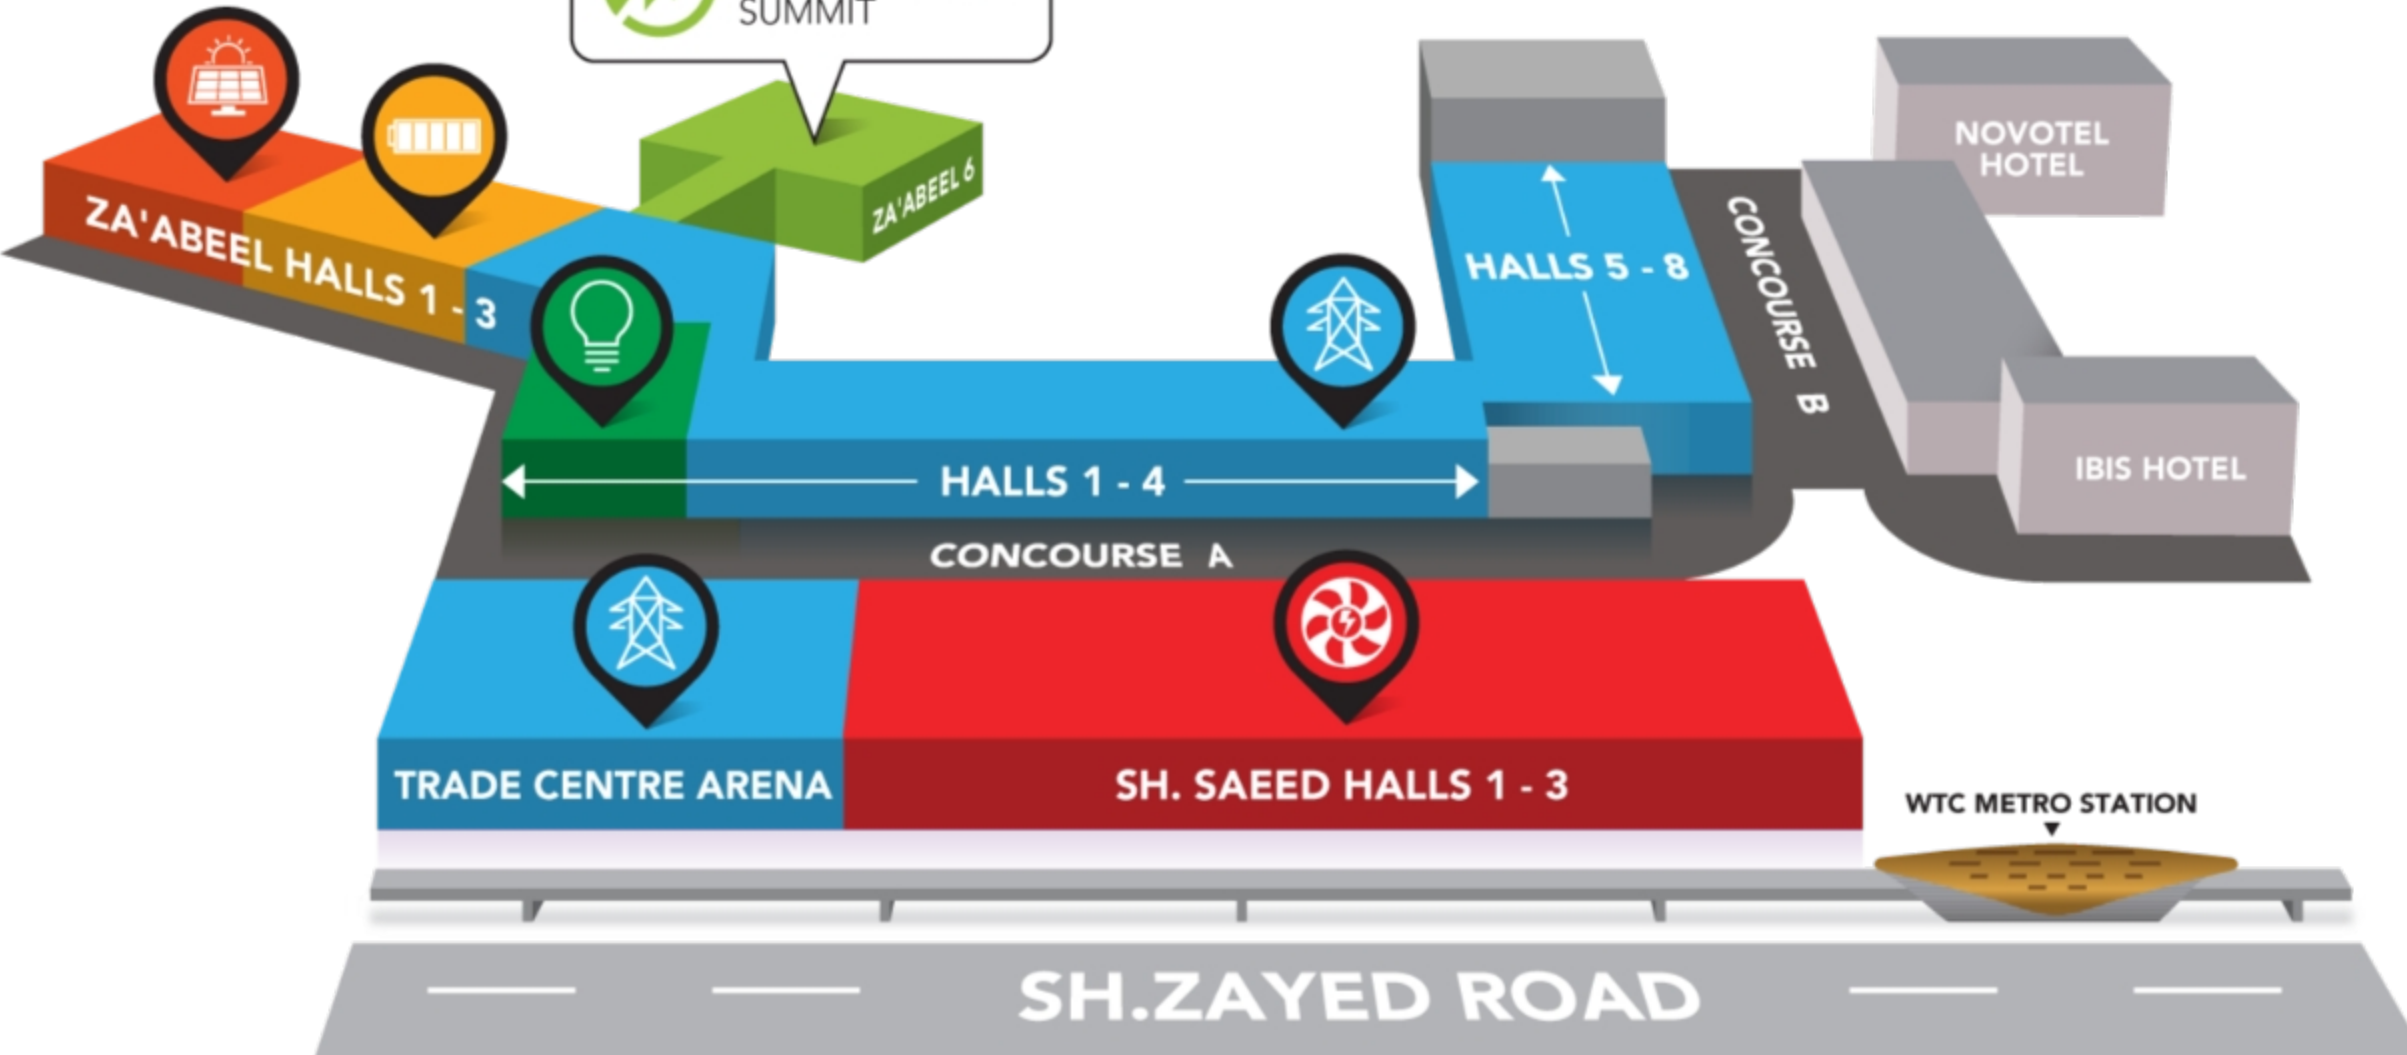 SUMMIT
ZA'ABEEL HALLS 1 - 3
ZA'ABEEL 6
NOVOTEL
HOTEL
CONCOURSE B
HALLS 5 - 8
HALLS 1 - 4
IBIS HOTEL
CONCOURSE A
TRADE CENTRE ARENA
SH. SAEED HALLS 1 - 3
WTC METRO STATION
SH.ZAYED ROAD